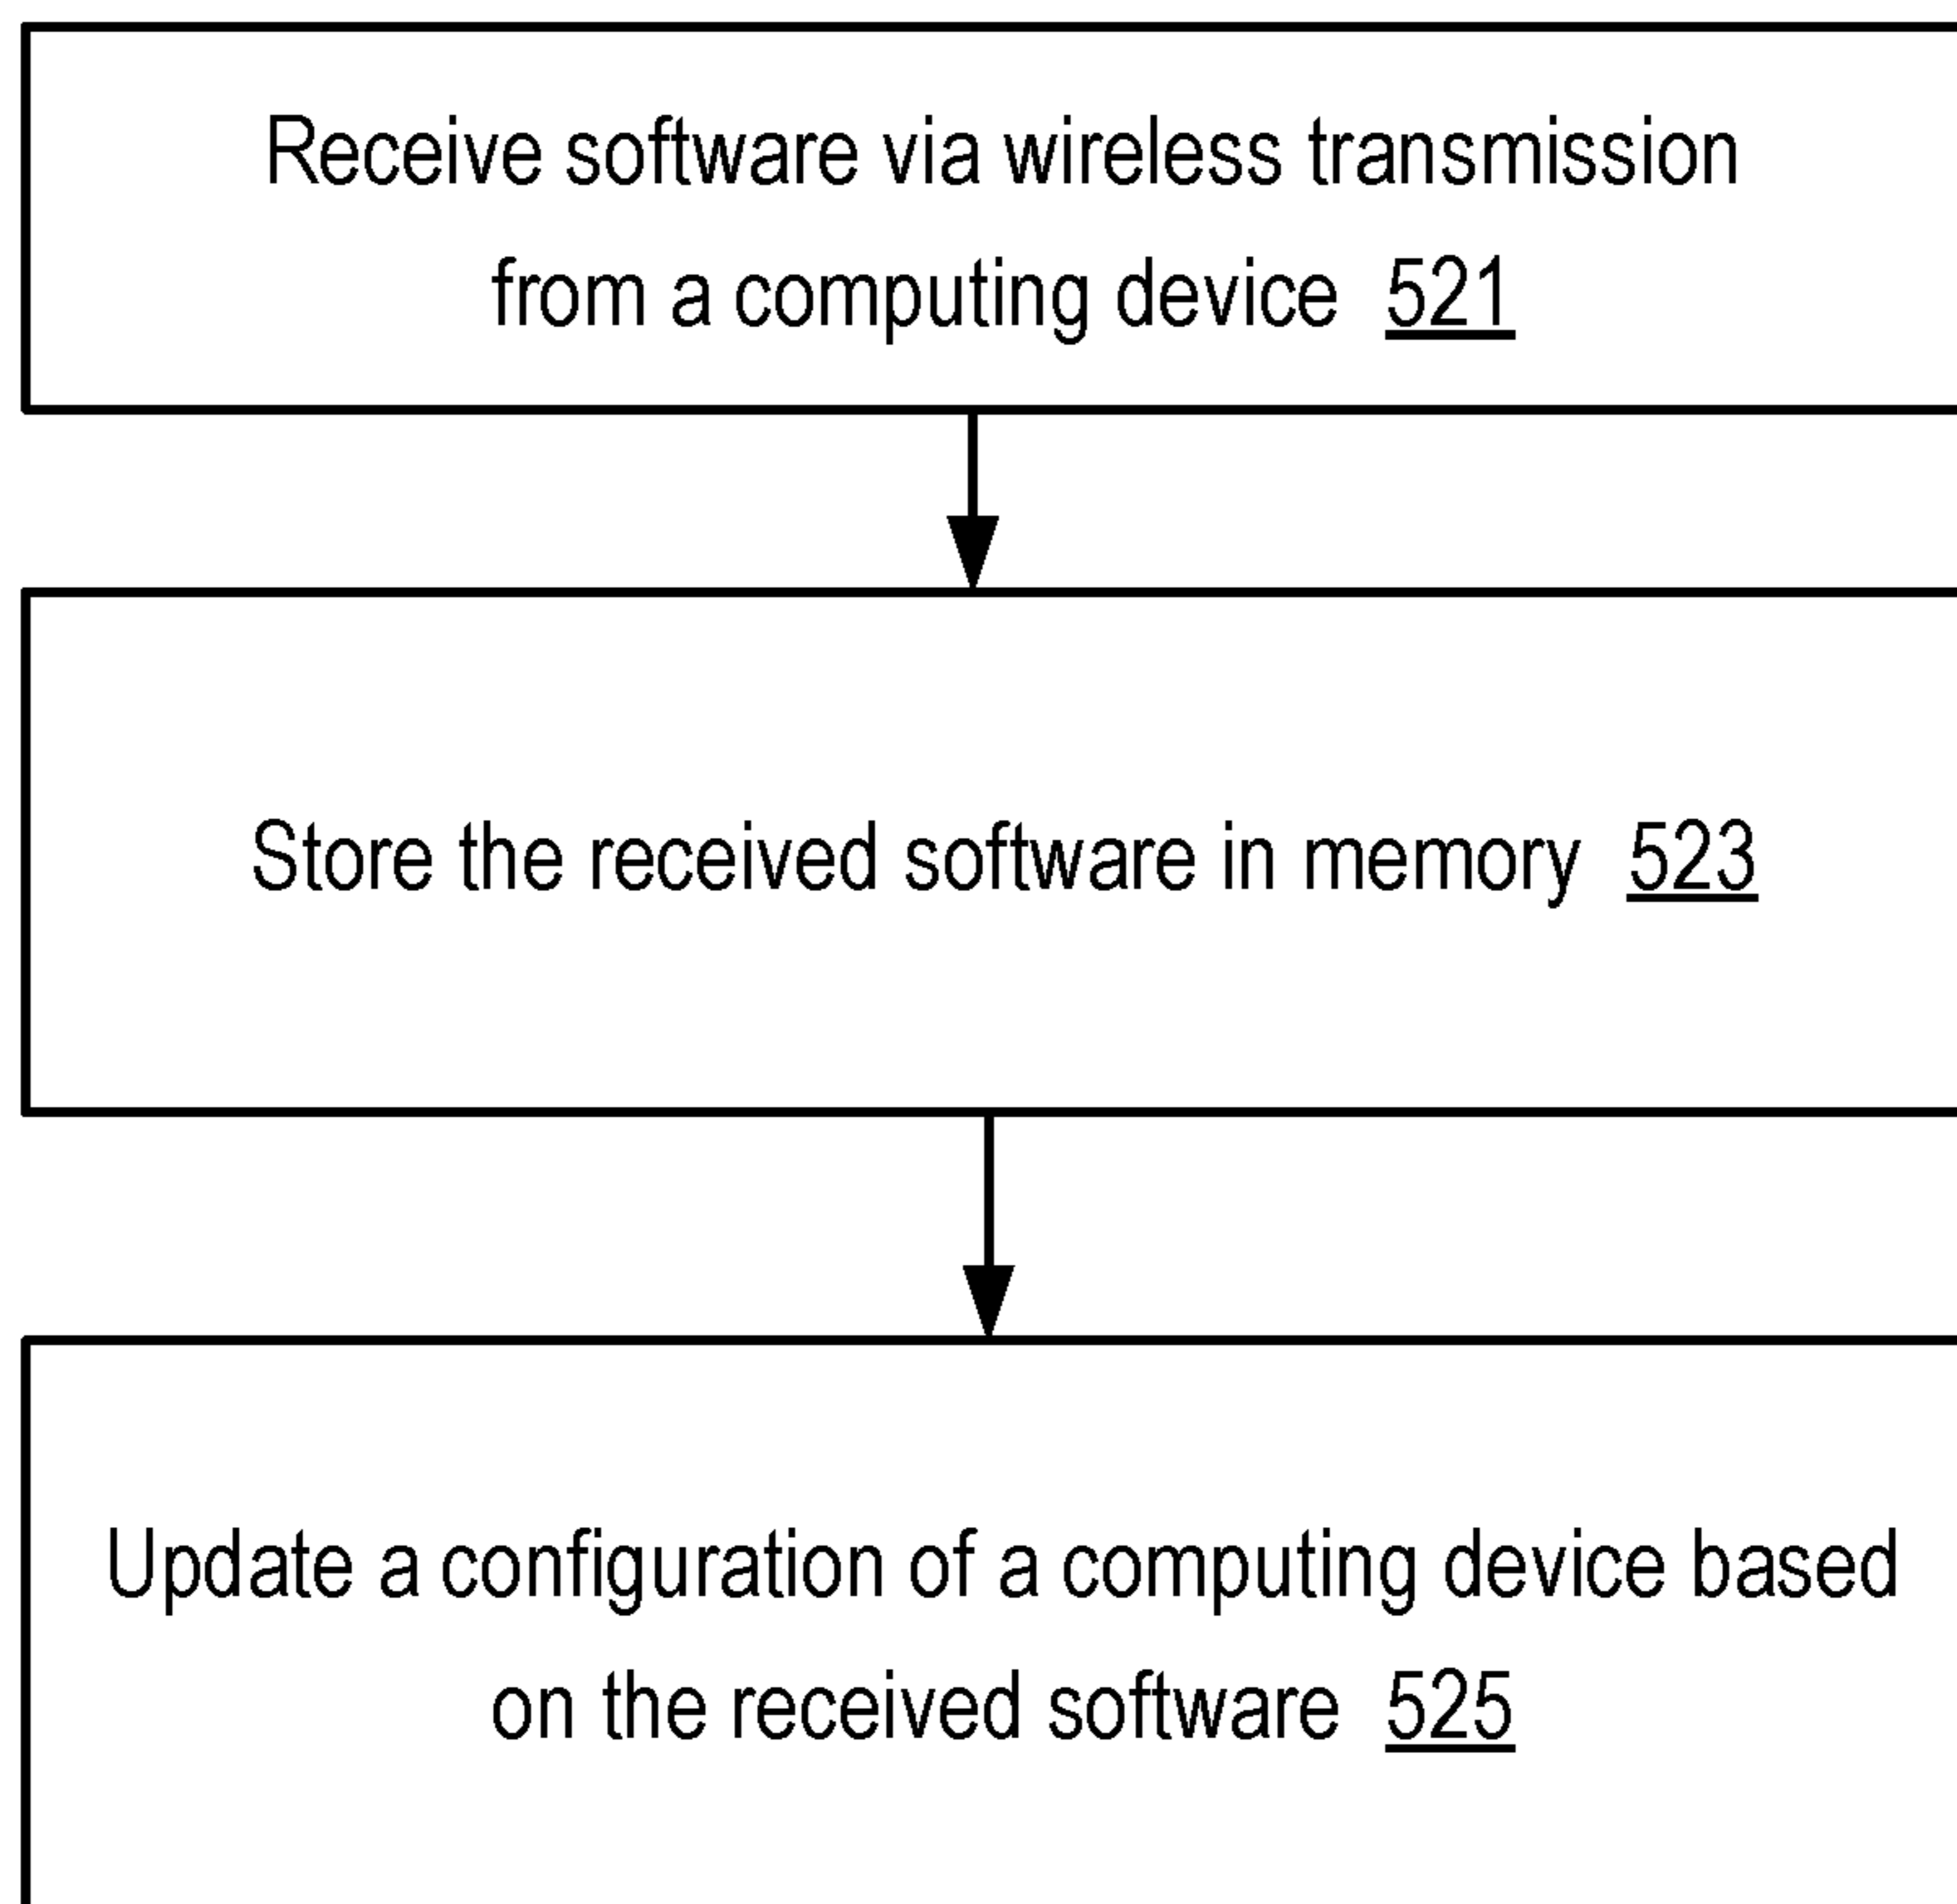 Receive software via wireless transmission
from a computing device 521
Store the received software in memory 523
Update a configuration of a computing device based
on the received software 525